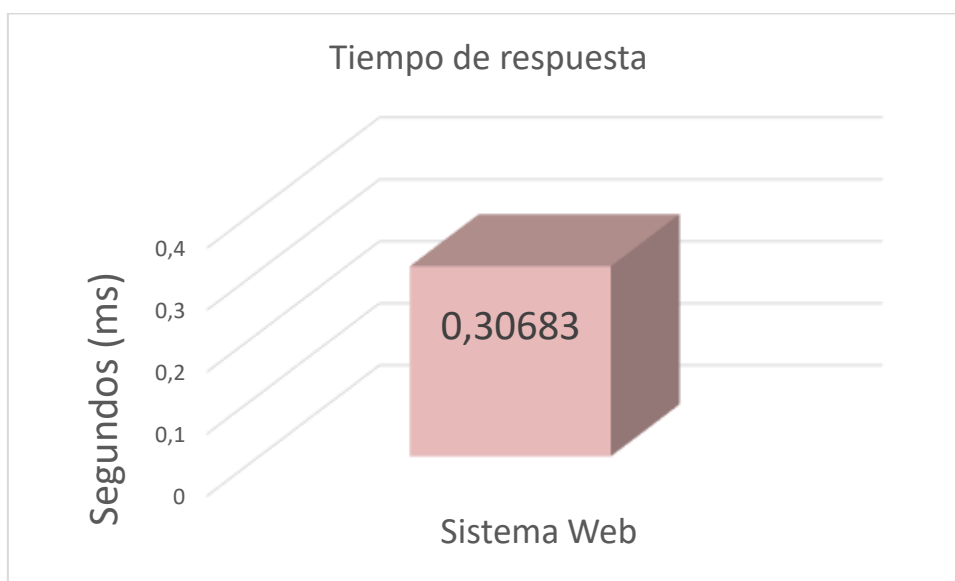 Tiempo de respuesta
Segundos (ms)
0,4
0,3
0,2
0,1
0
0,30683
Sistema Web